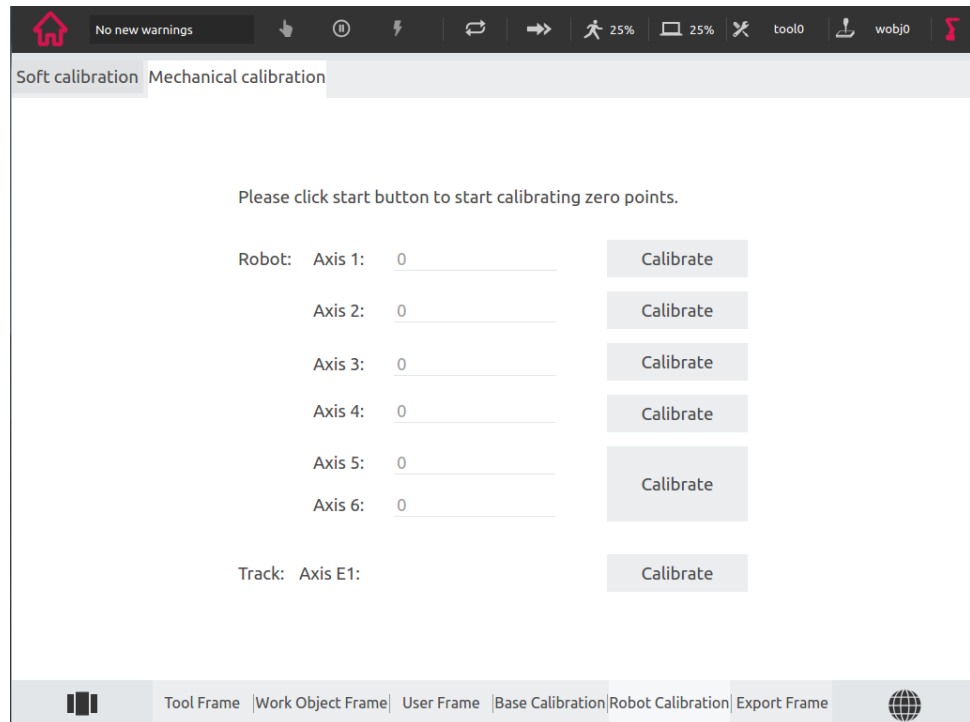 No new warnings 25% 25% tool0 wobj0
Soft calibration Mechanical calibration
Please click start button to start calibrating zero points.
Robot: Axis 1: 0 Calibrate
Axis 2: 0 Calibrate
Axis 3: 0 Calibrate
Axis 4: 0 Calibrate
Axis 5: 0
Calibrate
Axis 6: 0
Track: Axis E1: Calibrate
Tool Frame Work Object Frame User Frame Base Calibration Robot Calibration Export Frame